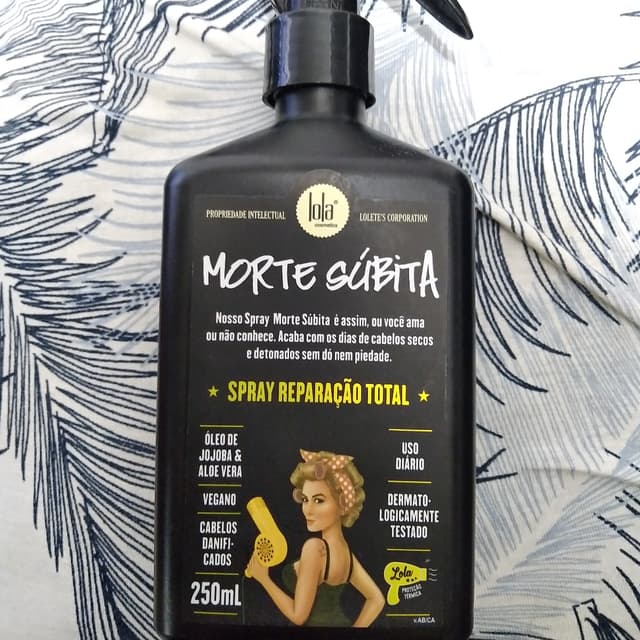 lola®
cosmetics
PROPRIEDADE INTELECTUAL
LOLETE'S CORPORATION
MORTE SÚBITA
Nosso Spray Morte Súbita é assim, ou você ama
ou não conhece. Acaba com os dias de cabelos secos
e detonados sem dó nem piedade.
★ SPRAY REPARAÇÃO TOTAL ★
ÓLEO DE
JOJOBA &
ALOE VERA
VEGANO
CABELOS
DANIFI-
CADOS
250mL
USO
DIÁRIO
DERMATO-
LOGICAMENTE
TESTADO
Lola
PROTEÇÃO
TÉRMICA